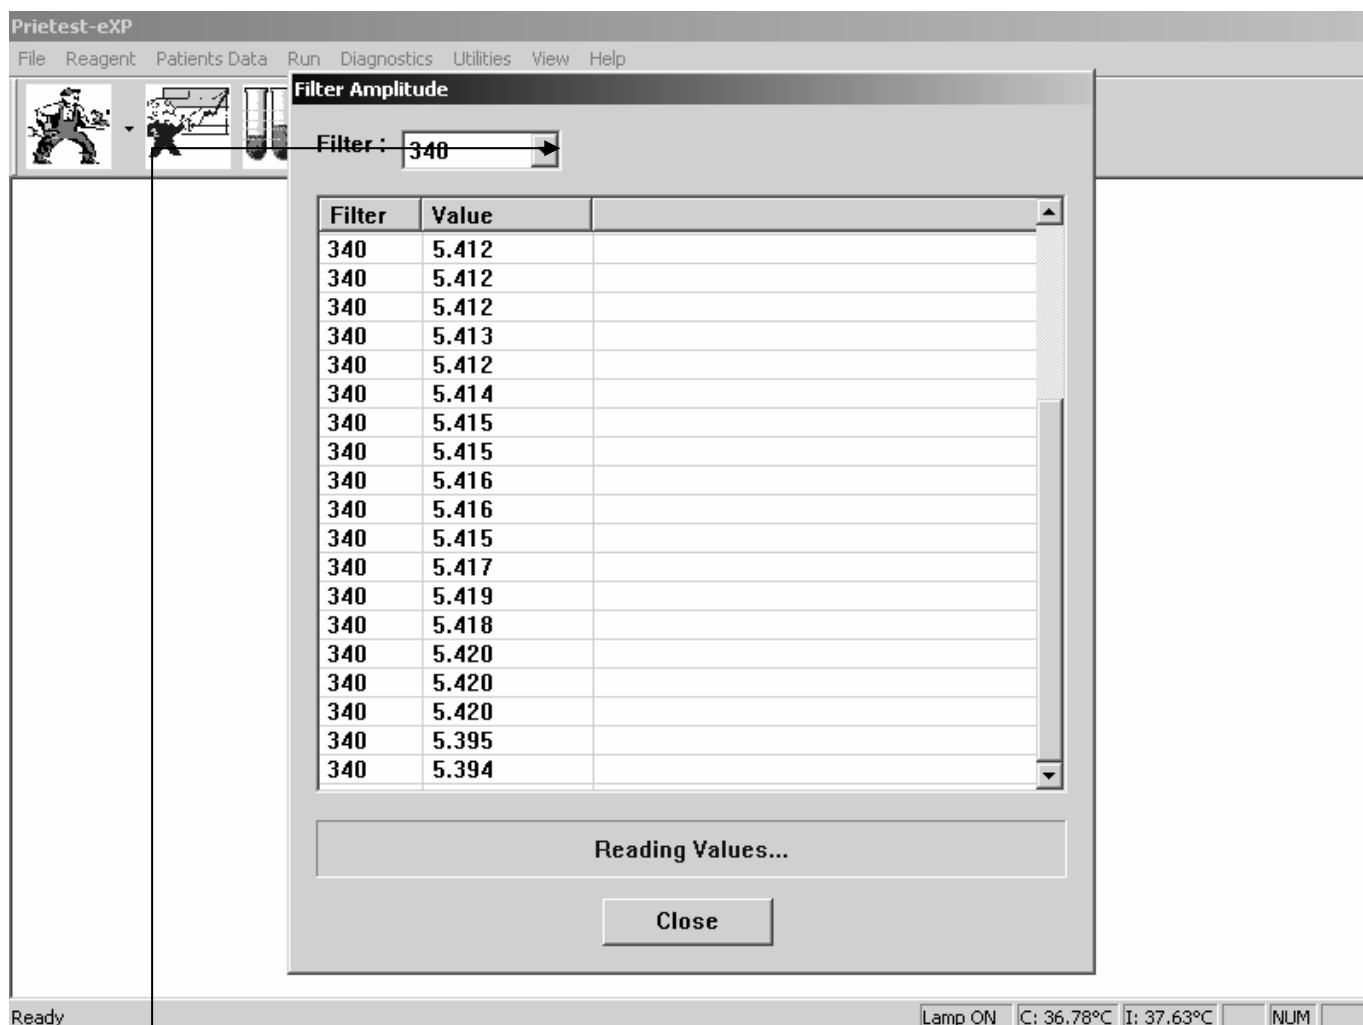 Prietest-eXP
File Reagent Patients Data Run Diagnostics Utilities View Help
Filter Amplitude
Filter : 340
Filter Value
340 5.412
340 5.412
340 5.412
340 5.413
340 5.412
340 5.414
340 5.415
340 5.415
340 5.416
340 5.416
340 5.415
340 5.417
340 5.419
340 5.418
340 5.420
340 5.420
340 5.420
340 5.395
340 5.394
Reading Values...
Close
Ready Lamp ON C: 36.78°C I: 37.63°C NUM